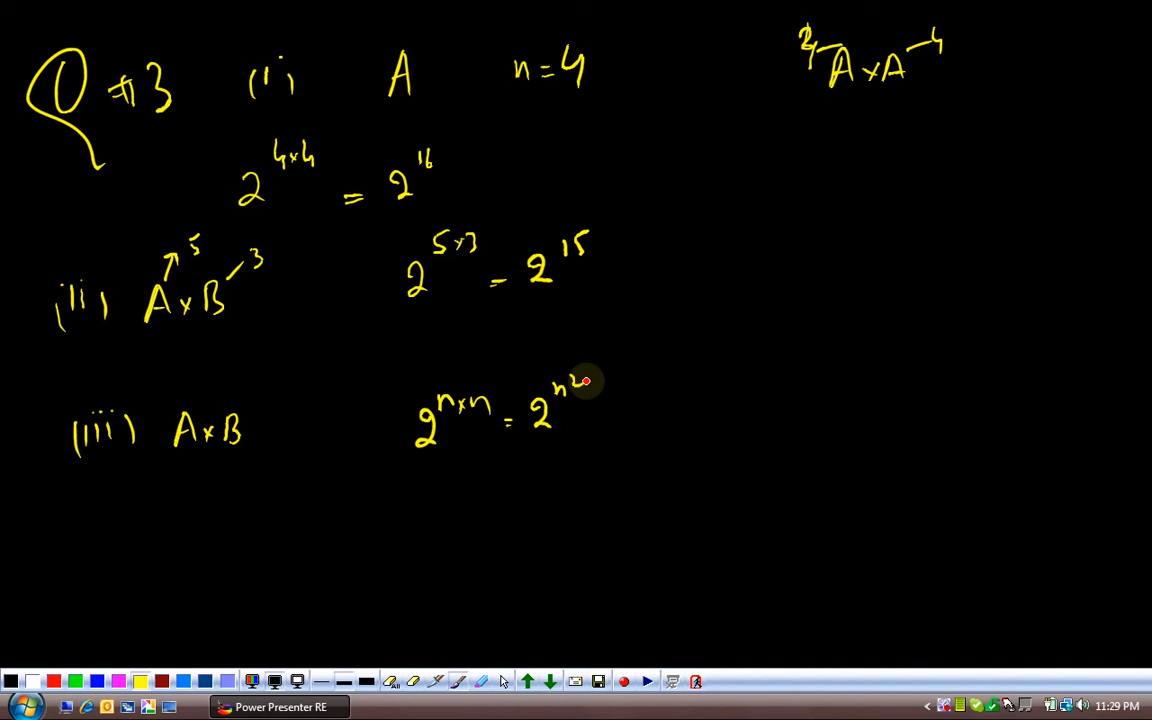 Q #3 (i) A n=4
4 A×A 4
2^{4×4} = 2^{16}
(ii) A×B 5 3 2^{5×3} = 2^{15}
(iii) A×B 2^{n×n} = 2^{n^2}
Power Presenter RE
11:29 PM